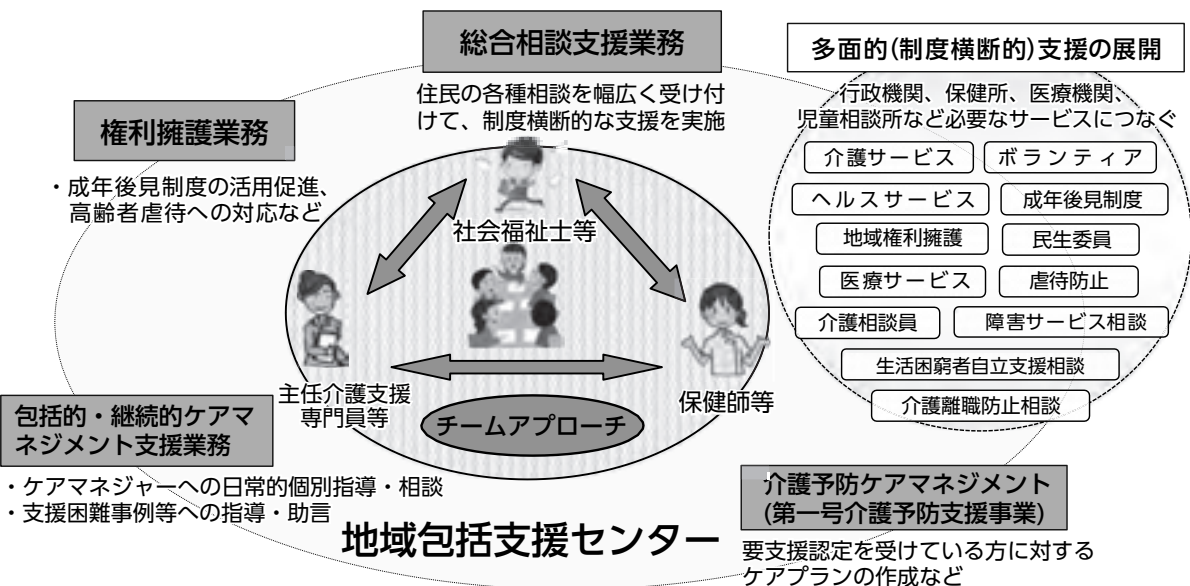 総合相談支援業務
住民の各種相談を幅広く受け付
けて、制度横断的な支援を実施
多面的(制度横断的)支援の展開
行政機関、保健所、医療機関、
児童相談所など必要なサービスにつなぐ
介護サービス
ボランティア
ヘルスサービス
成年後見制度
地域権利擁護
民生委員
医療サービス
虐待防止
介護相談員
障害サービス相談
生活困窮者自立支援相談
介護離職防止相談
権利擁護業務
・成年後見制度の活用促進、
高齢者虐待への対応など
社会福祉士等
主任介護支援
専門員等
保健師等
チームアプローチ
包括的・継続的ケアマ
ネジメント支援業務
・ケアマネジャーへの日常的個別指導・相談
・支援困難事例等への指導・助言
地域包括支援センター
介護予防ケアマネジメント
(第一号介護予防支援事業)
要支援認定を受けている方に対する
ケアプランの作成など